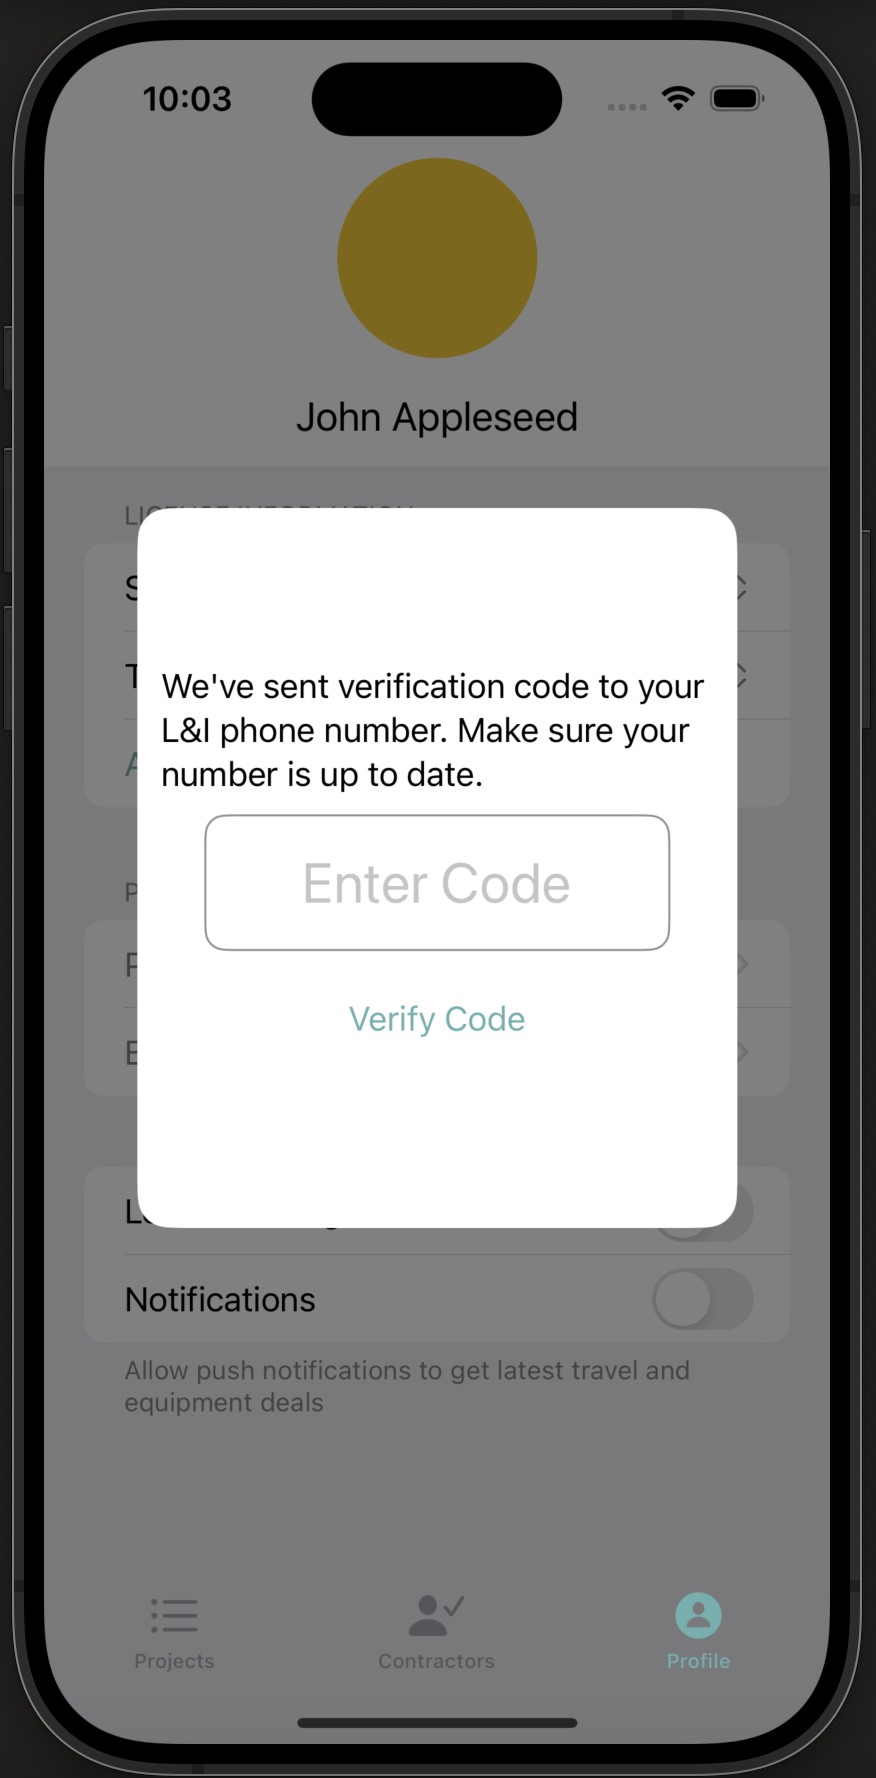 10:03
John Appleseed
We've sent verification code to your
L&I phone number. Make sure your
number is up to date.
Enter Code
Verify Code
Notifications
Allow push notifications to get latest travel and
equipment deals
Projects
Contractors
Profile